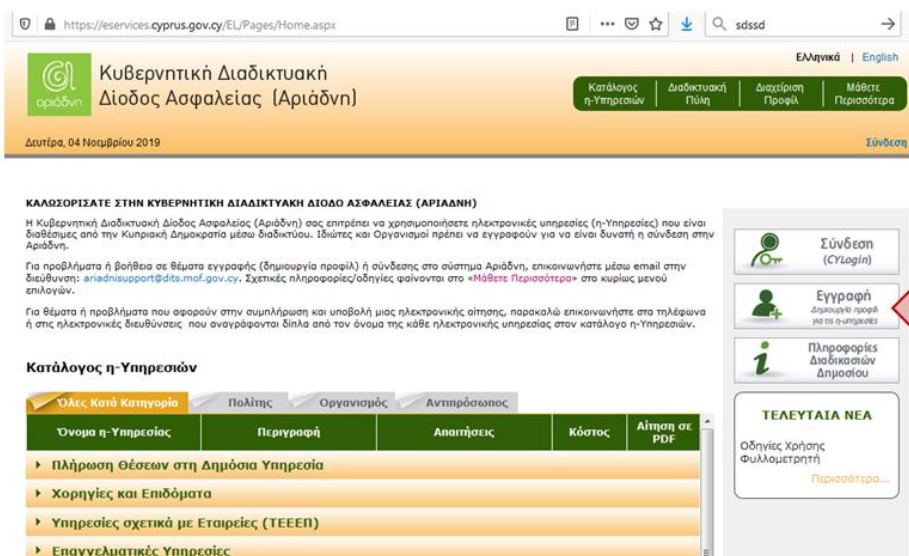 https://eservices.cyprus.gov.cy/EL/Pages/Home.aspx
sdssd
Ελληνικά | English
αριάδνη
Κυβερνητική Διαδικτυακή
Δίοδος Ασφαλείας (Αριάδνη)
Κατάλογος η-Υπηρεσιών
Διαδικτυακή Πύλη
Διαχείριση Προφίλ
Μάθετε Περισσότερα
Δευτέρα, 04 Νοεμβρίου 2019
Σύνδεση
ΚΑΛΩΣΟΡΙΣΑΤΕ ΣΤΗΝ ΚΥΒΕΡΝΗΤΙΚΗ ΔΙΑΔΙΚΤΥΑΚΗ ΔΙΟΔΟ ΑΣΦΑΛΕΙΑΣ (ΑΡΙΑΔΝΗ)
Η Κυβερνητική Διαδικτυακή Δίοδος Ασφαλείας (Αριάδνη) σας επιτρέπει να χρησιμοποιήσετε ηλεκτρονικές υπηρεσίες (η-Υπηρεσίες) που είναι
διαθέσιμες από την Κυπριακή Δημοκρατία μέσω διαδικτύου. Ιδιώτες και Οργανισμοί πρέπει να εγγραφούν για να είναι δυνατή η σύνδεση στην
Αριάδνη.
Για προβλήματα ή βοήθεια σε θέματα εγγραφής (δημιουργία προφίλ) ή σύνδεσης στο σύστημα Αριάδνη, επικοινωνήστε μέσω email στην
διεύθυνση: ariadnisupport@dits.mof.gov.cy. Σχετικές πληροφορίες/οδηγίες φαίνονται στο «Μάθετε Περισσότερα» στο κυρίως μενού
επιλογών.
Για θέματα ή προβλήματα που αφορούν στην συμπλήρωση και υποβολή μιας ηλεκτρονικής αίτησης, παρακαλώ επικοινωνήστε στα τηλέφωνα
ή στις ηλεκτρονικές διευθύνσεις που αναγράφονται δίπλα από τον όνομα της κάθε ηλεκτρονικής υπηρεσίας στον κατάλογο η-Υπηρεσιών.
Σύνδεση
(CYLogin)
Εγγραφή
Δημιουργία προφίλ
για τις η-υπηρεσίες
Πληροφορίες
Διαδικασιών
Δημοσίου
ΤΕΛΕΥΤΑΙΑ ΝΕΑ
Οδηγίες Χρήσης
Φυλλομετρητή
Περισσότερα...
Κατάλογος η-Υπηρεσιών
Όλες Κατά Κατηγορία Πολίτης Οργανισμός Αντιπρόσωπος
Όνομα η-Υπηρεσίας Περιγραφή Απαιτήσεις Κόστος Αίτηση σε PDF
Πλήρωση Θέσεων στη Δημόσια Υπηρεσία
Χορηγίες και Επιδόματα
Υπηρεσίες σχετικά με Εταιρείες (ΤΕΕΕΠ)
Επαγγελματικές Υπηρεσίες